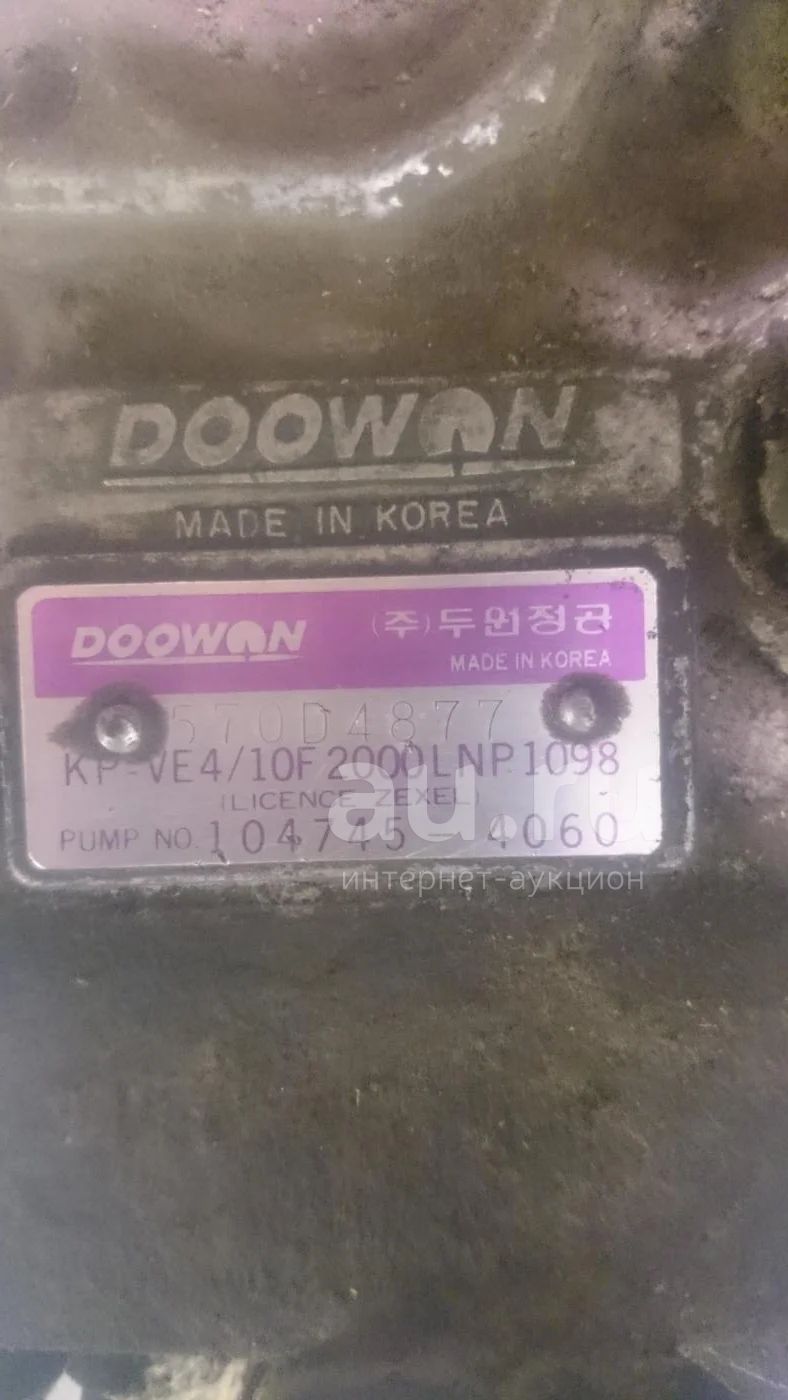 DOOWON
MADE IN KOREA
DOOWON (주)두원정공
MADE IN KOREA
570D4877
KP-VE4/10F2000LNP1098
(LICENCE ZEXEL)
PUMP NO. 104745-4060
au.ru
интернет-аукцион